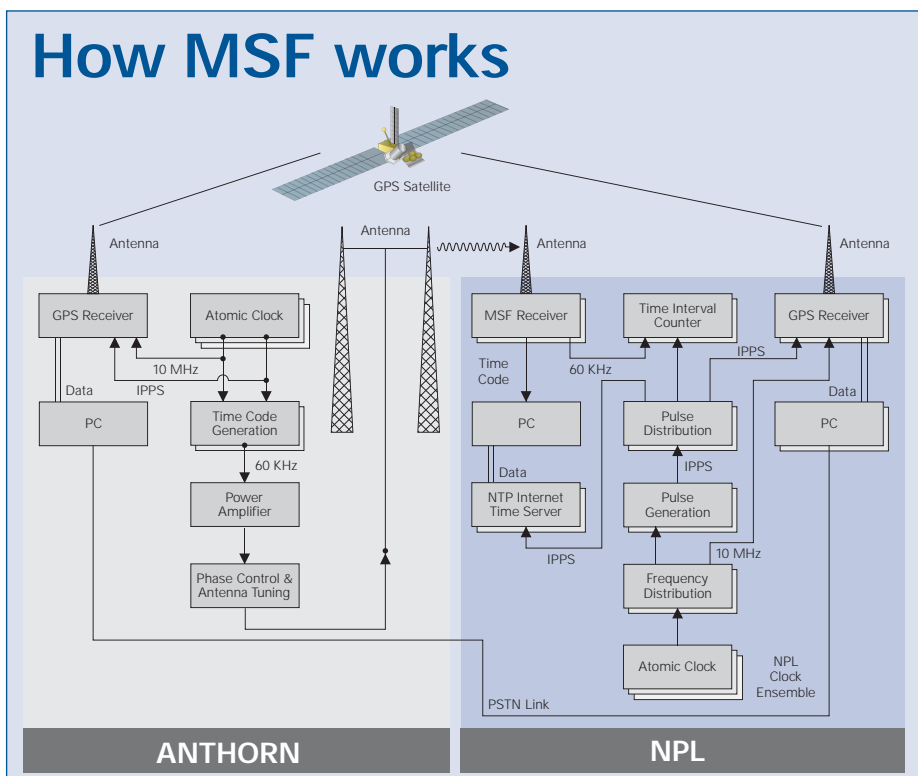 How MSF works
GPS Satellite
Antenna
Antenna
Antenna
Antenna
GPS Receiver
Atomic Clock
10 MHz
IPPS
Data
PC
Time Code
Generation
60 KHz
Power
Amplifier
Phase Control &
Antenna Tuning
MSF Receiver
Time Interval
Counter
GPS Receiver
Time
Code
60 KHz
IPPS
Data
PC
Pulse
Distribution
PC
Data
IPPS
NTP Internet
Time Server
Pulse
Generation
IPPS
10 MHz
Frequency
Distribution
Atomic Clock
NPL
Clock
Ensemble
PSTN Link
ANTHORN
NPL